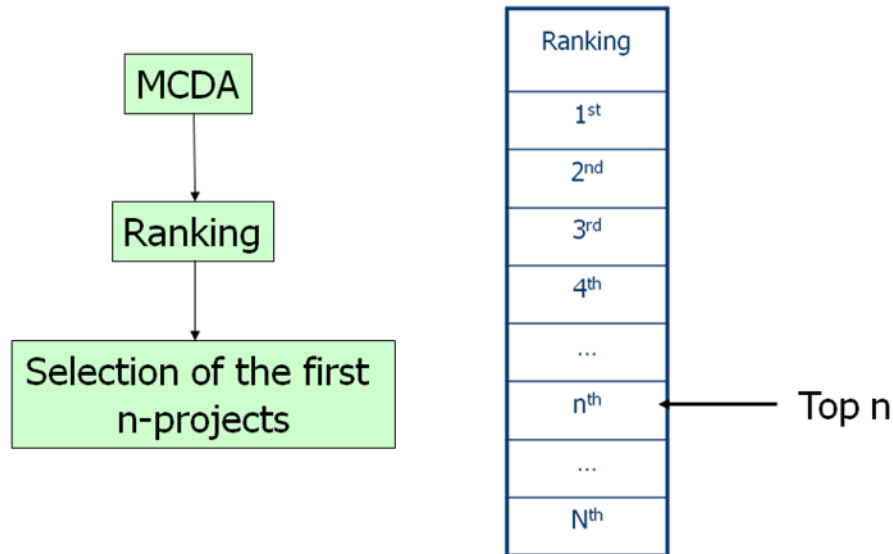 MCDA
Ranking
Selection of the first
n-projects
Ranking
1st
2nd
3rd
4th
...
nth
...
Nth
Top n